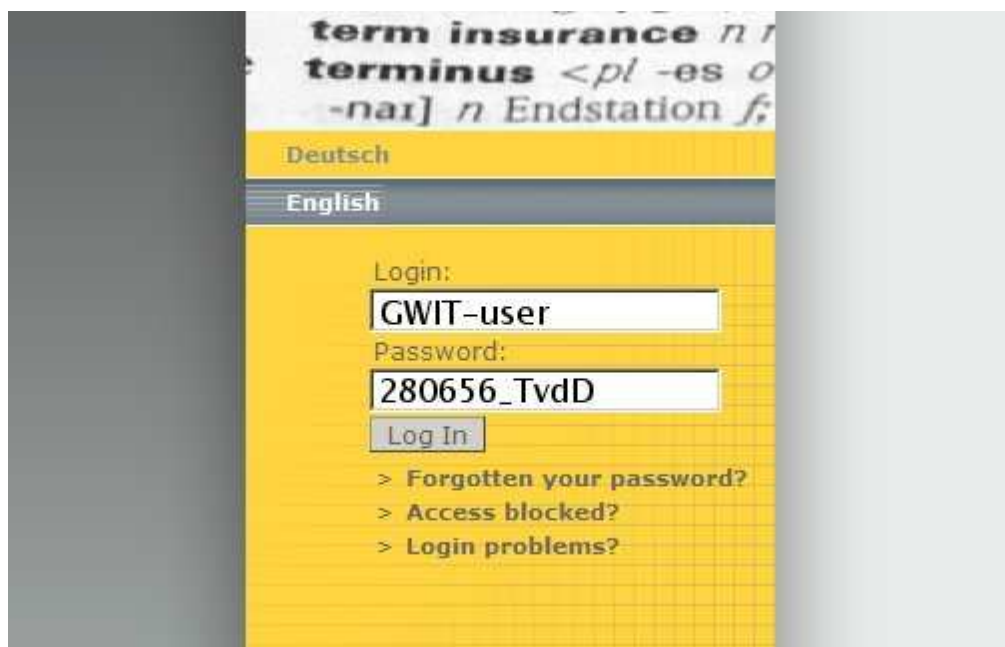 term insurance n
terminus <pl -es o
-naɪ] n Endstation f;
Deutsch
English
Login:
GWIT-user
Password:
280656_TvdD
Log In
> Forgotten your password?
> Access blocked?
> Login problems?